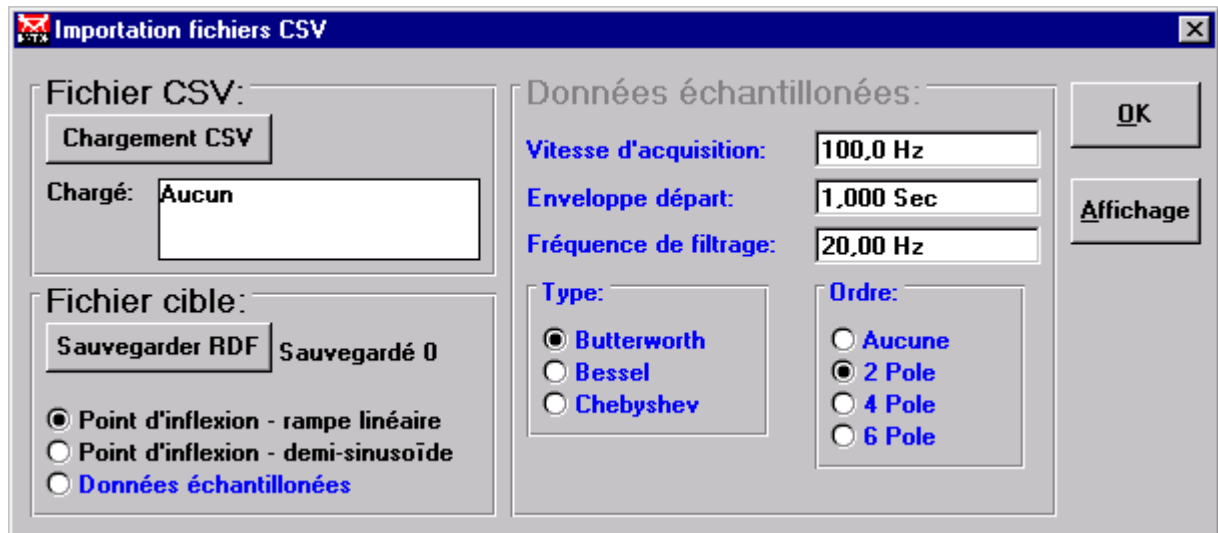 Importation fichiers CSV
Fichier CSV:
Chargement CSV
Chargé:
Aucun
Fichier cible:
Sauvegarder RDF
Sauvegardé 0
Point d'inflexion - rampe linéaire
Point d'inflexion - demi-sinusoïde
Données échantillonées
Données échantillonées:
Vitesse d'acquisition:
100,0 Hz
Enveloppe départ:
1,000 Sec
Fréquence de filtrage:
20,00 Hz
Type:
Butterworth
Bessel
Chebyshev
Ordre:
Aucune
2 Pole
4 Pole
6 Pole
OK
Affichage